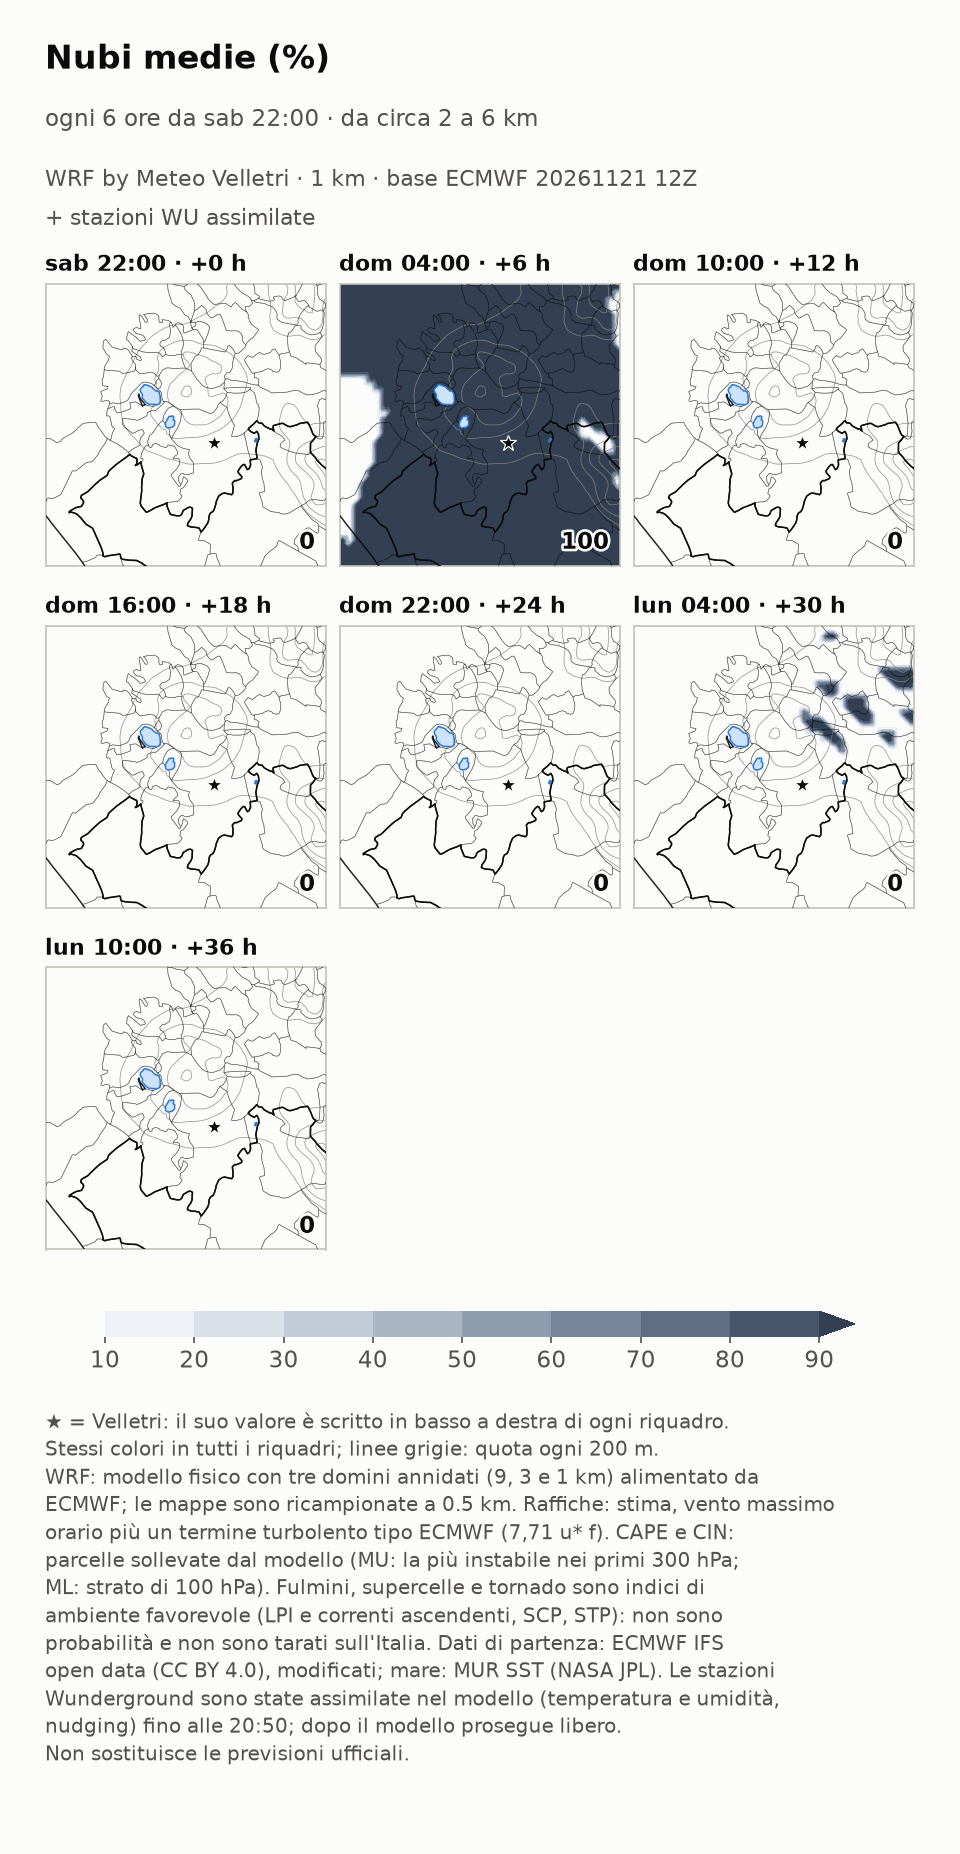 Nubi medie (%)
ogni 6 ore da sab 22:00 · da circa 2 a 6 km
WRF by Meteo Velletri · 1 km · base ECMWF 20261121 12Z
+ stazioni WU assimilate
sab 22:00 · +0 h
dom 04:00 · +6 h
dom 10:00 · +12 h
0
100
0
dom 16:00 · +18 h
dom 22:00 · +24 h
lun 04:00 · +30 h
0
0
0
lun 10:00 · +36 h
0
10 20 30 40 50 60 70 80 90
★ = Velletri: il suo valore è scritto in basso a destra di ogni riquadro.
Stessi colori in tutti i riquadri; linee grigie: quota ogni 200 m.
WRF: modello fisico con tre domini annidati (9, 3 e 1 km) alimentato da
ECMWF; le mappe sono ricampionate a 0.5 km. Raffiche: stima, vento massimo
orario più un termine turbolento tipo ECMWF (7,71 u* f). CAPE e CIN:
parcelle sollevate dal modello (MU: la più instabile nei primi 300 hPa;
ML: strato di 100 hPa). Fulmini, supercelle e tornado sono indici di
ambiente favorevole (LPI e correnti ascendenti, SCP, STP): non sono
probabilità e non sono tarati sull'Italia. Dati di partenza: ECMWF IFS
open data (CC BY 4.0), modificati; mare: MUR SST (NASA JPL). Le stazioni
Wunderground sono state assimilate nel modello (temperatura e umidità,
nudging) fino alle 20:50; dopo il modello prosegue libero.
Non sostituisce le previsioni ufficiali.